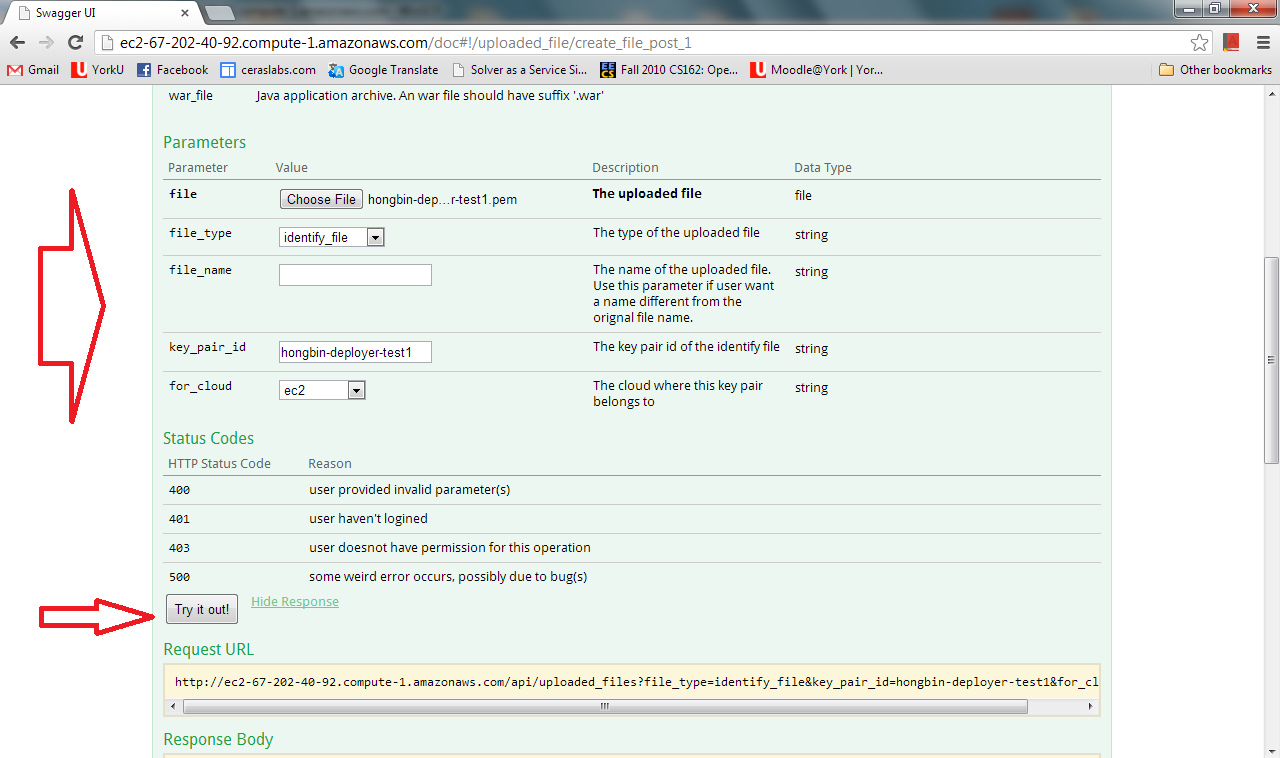 Swagger UI
ec2-67-202-40-92.compute-1.amazonaws.com/doc#!/uploaded_file/create_file_post_1
Gmail YorkU Facebook ceraslabs.com Google Translate Solver as a Service Si... EECS Fall 2010 CS162: Ope... Moodle@York | Yor... Other bookmarks
war_file Java application archive. An war file should have suffix '.war'
Parameters
Parameter Value Description Data Type
file Choose File hongbin-dep...r-test1.pem The uploaded file file
file_type identify_file The type of the uploaded file string
file_name The name of the uploaded file. string
Use this parameter if user want
a name different from the
orignal file name.
key_pair_id hongbin-deployer-test1 The key pair id of the identify file string
for_cloud ec2 The cloud where this key pair string
belongs to
Status Codes
HTTP Status Code Reason
400 user provided invalid parameter(s)
401 user haven't logined
403 user doesnot have permission for this operation
500 some weird error occurs, possibly due to bug(s)
Try it out! Hide Response
Request URL
http://ec2-67-202-40-92.compute-1.amazonaws.com/api/uploaded_files?file_type=identify_file&key_pair_id=hongbin-deployer-test1&for_cl
Response Body